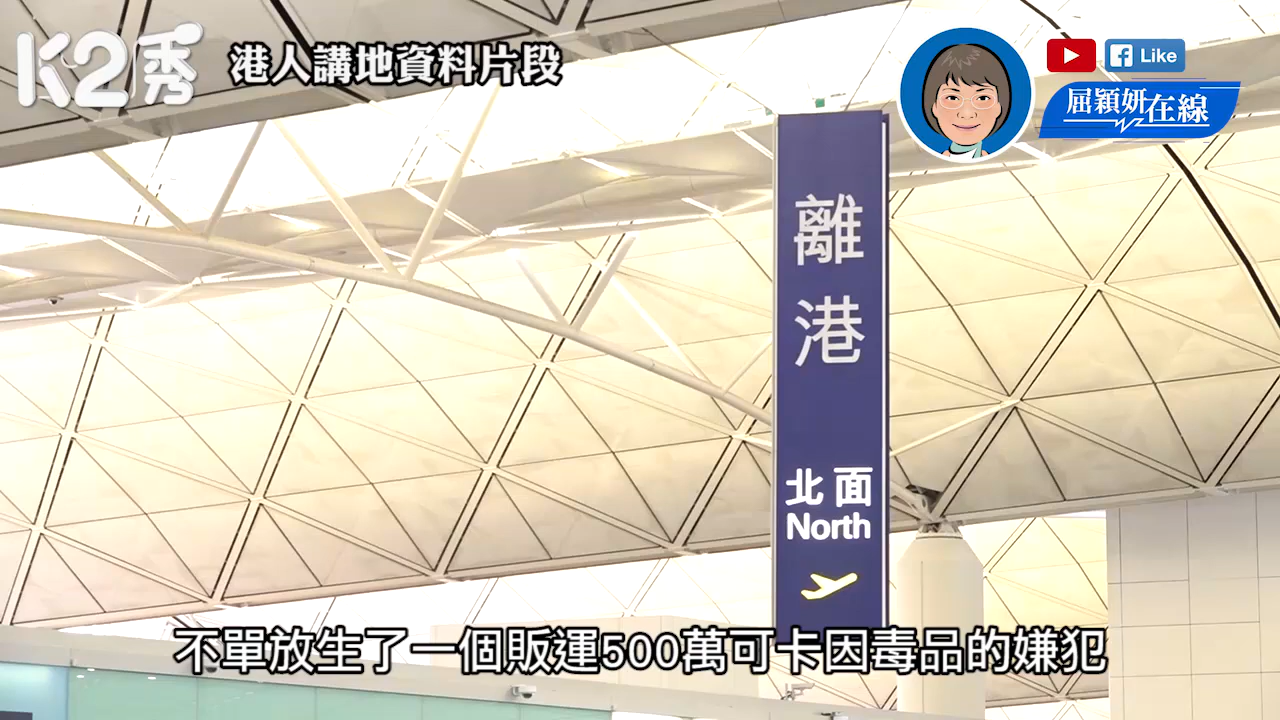 K2秀
港人講地資料片段
Like
屈穎妍在線
離港
北面
North
不單放生了一個販運500萬可卡因毒品的嫌犯